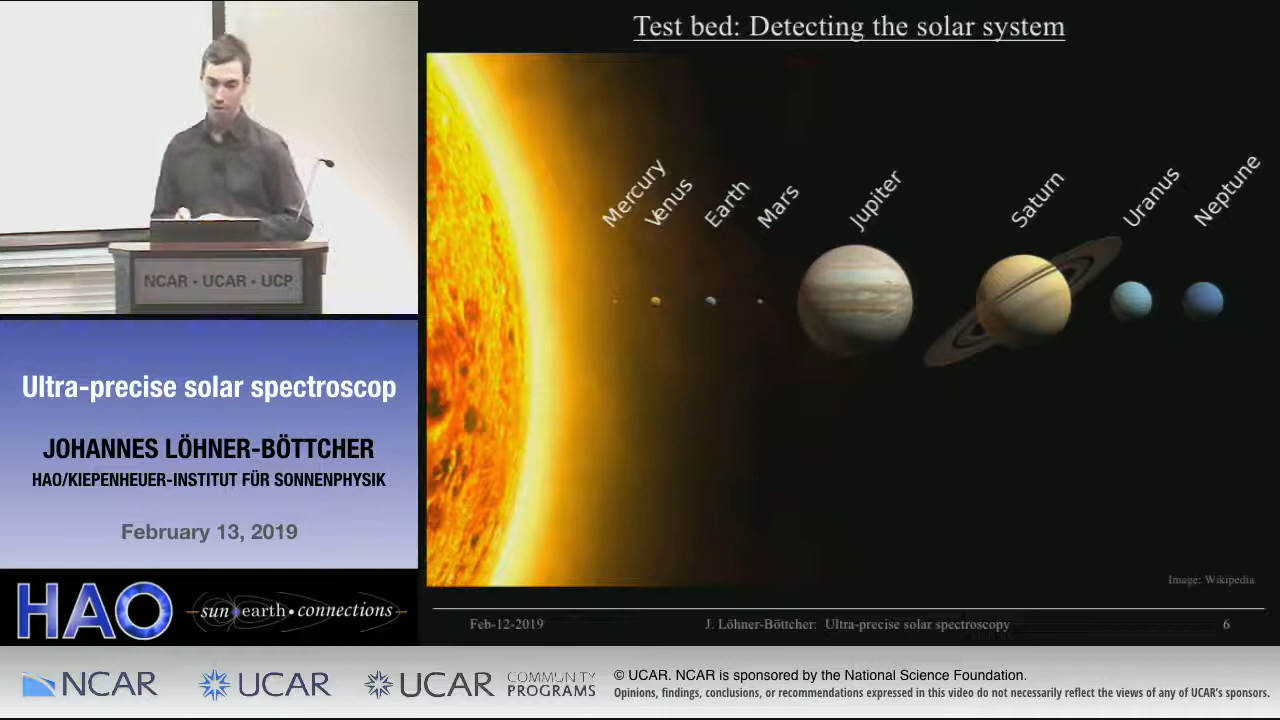 Test bed: Detecting the solar system
Mercury
Venus
Earth
Mars
Jupiter
Saturn
Uranus
Neptune
NCAR • UCAR • UCP
Ultra-precise solar spectroscop
JOHANNES LÖHNER-BÖTTCHER
HAO/KIEPENHEUER-INSTITUT FÜR SONNENPHYSIK
February 13, 2019
Image: Wikipedia
Feb-12-2019
J. Löhner-Böttcher: Ultra-precise solar spectroscopy
6
HAO
sun•earth•connections
NCAR
UCAR
UCAR
COMMUNITY
PROGRAMS
© UCAR. NCAR is sponsored by the National Science Foundation.
Opinions, findings, conclusions, or recommendations expressed in this video do not necessarily reflect the views of any of UCAR's sponsors.